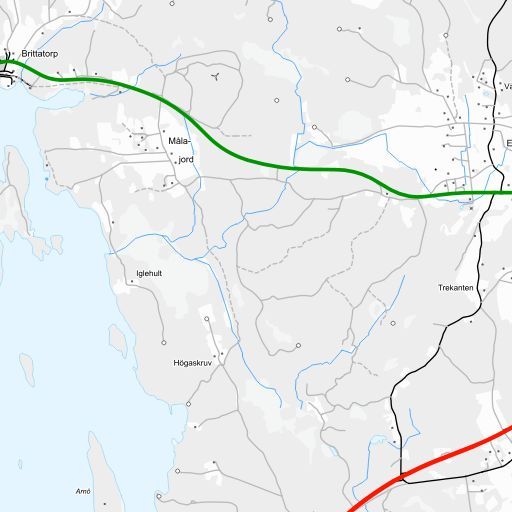 Brittatorp
Måla-
jord
Iglehult
Trekanten
Högaskruv
Arnö